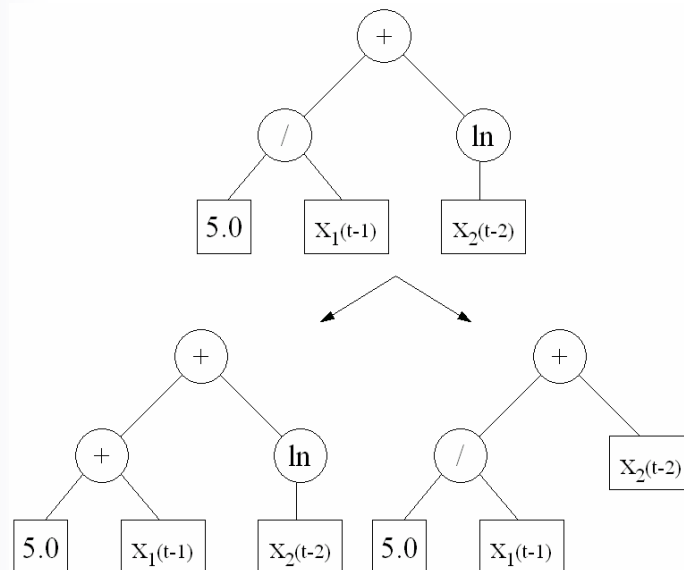 +
/ ln
5.0 X₁(t-1) X₂(t-2)
+ +
+ ln / X₂(t-2)
5.0 X₁(t-1) X₂(t-2) 5.0 X₁(t-1)